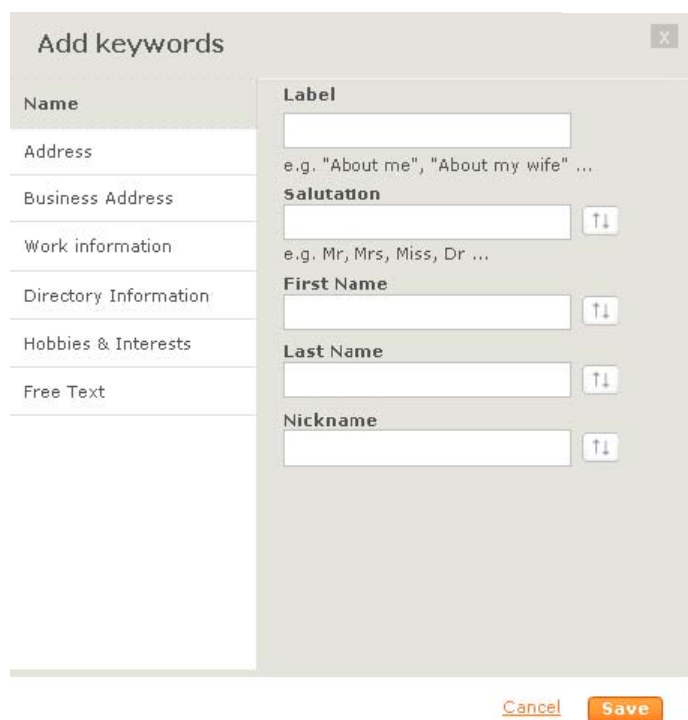 Add keywords
X
Name
Address
Business Address
Work information
Directory Information
Hobbies & Interests
Free Text
Label
e.g. "About me", "About my wife" ...
Salutation
↑↓
e.g. Mr, Mrs, Miss, Dr ...
First Name
↑↓
Last Name
↑↓
Nickname
↑↓
Cancel
Save